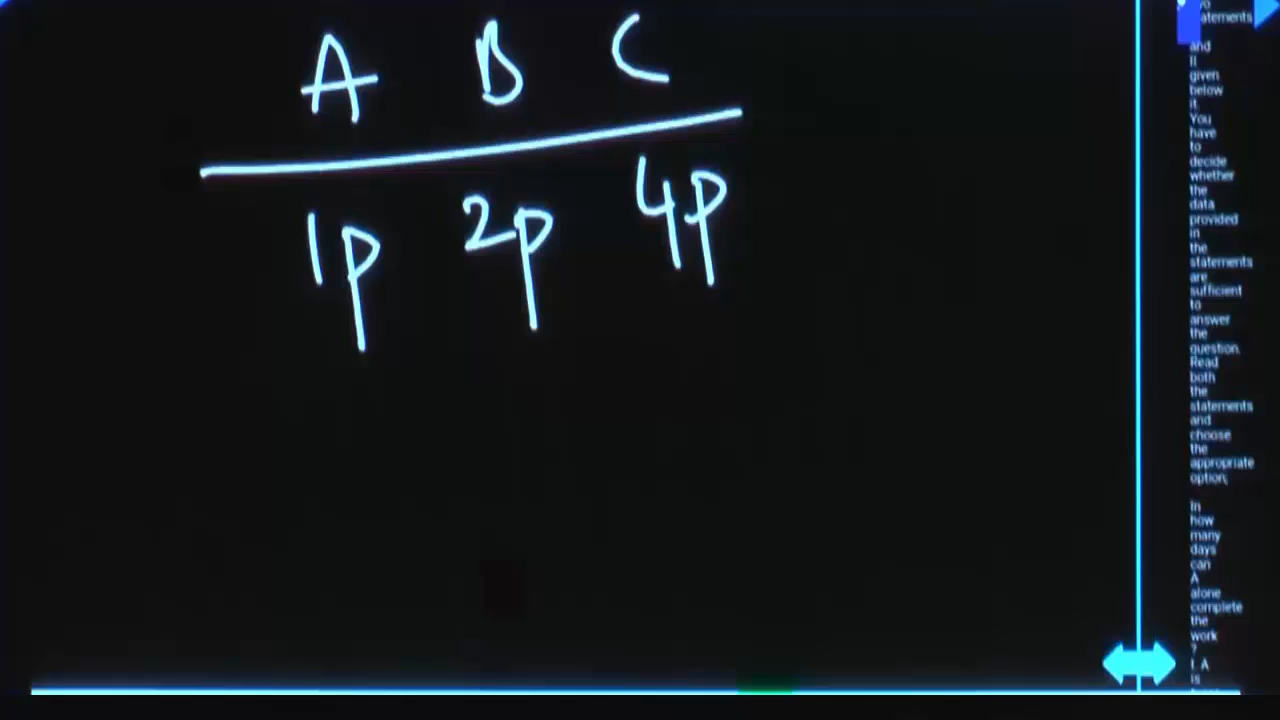 A B C
1p 2p 4p
atements
and
II
given
below
it.
You
have
to
decide
whether
the
data
provided
in
the
statements
are
sufficient
to
answer
the
question.
Read
both
the
statements
and
choose
the
appropriate
option;
In
how
many
days
can
A
alone
complete
the
work
?
I. A
is